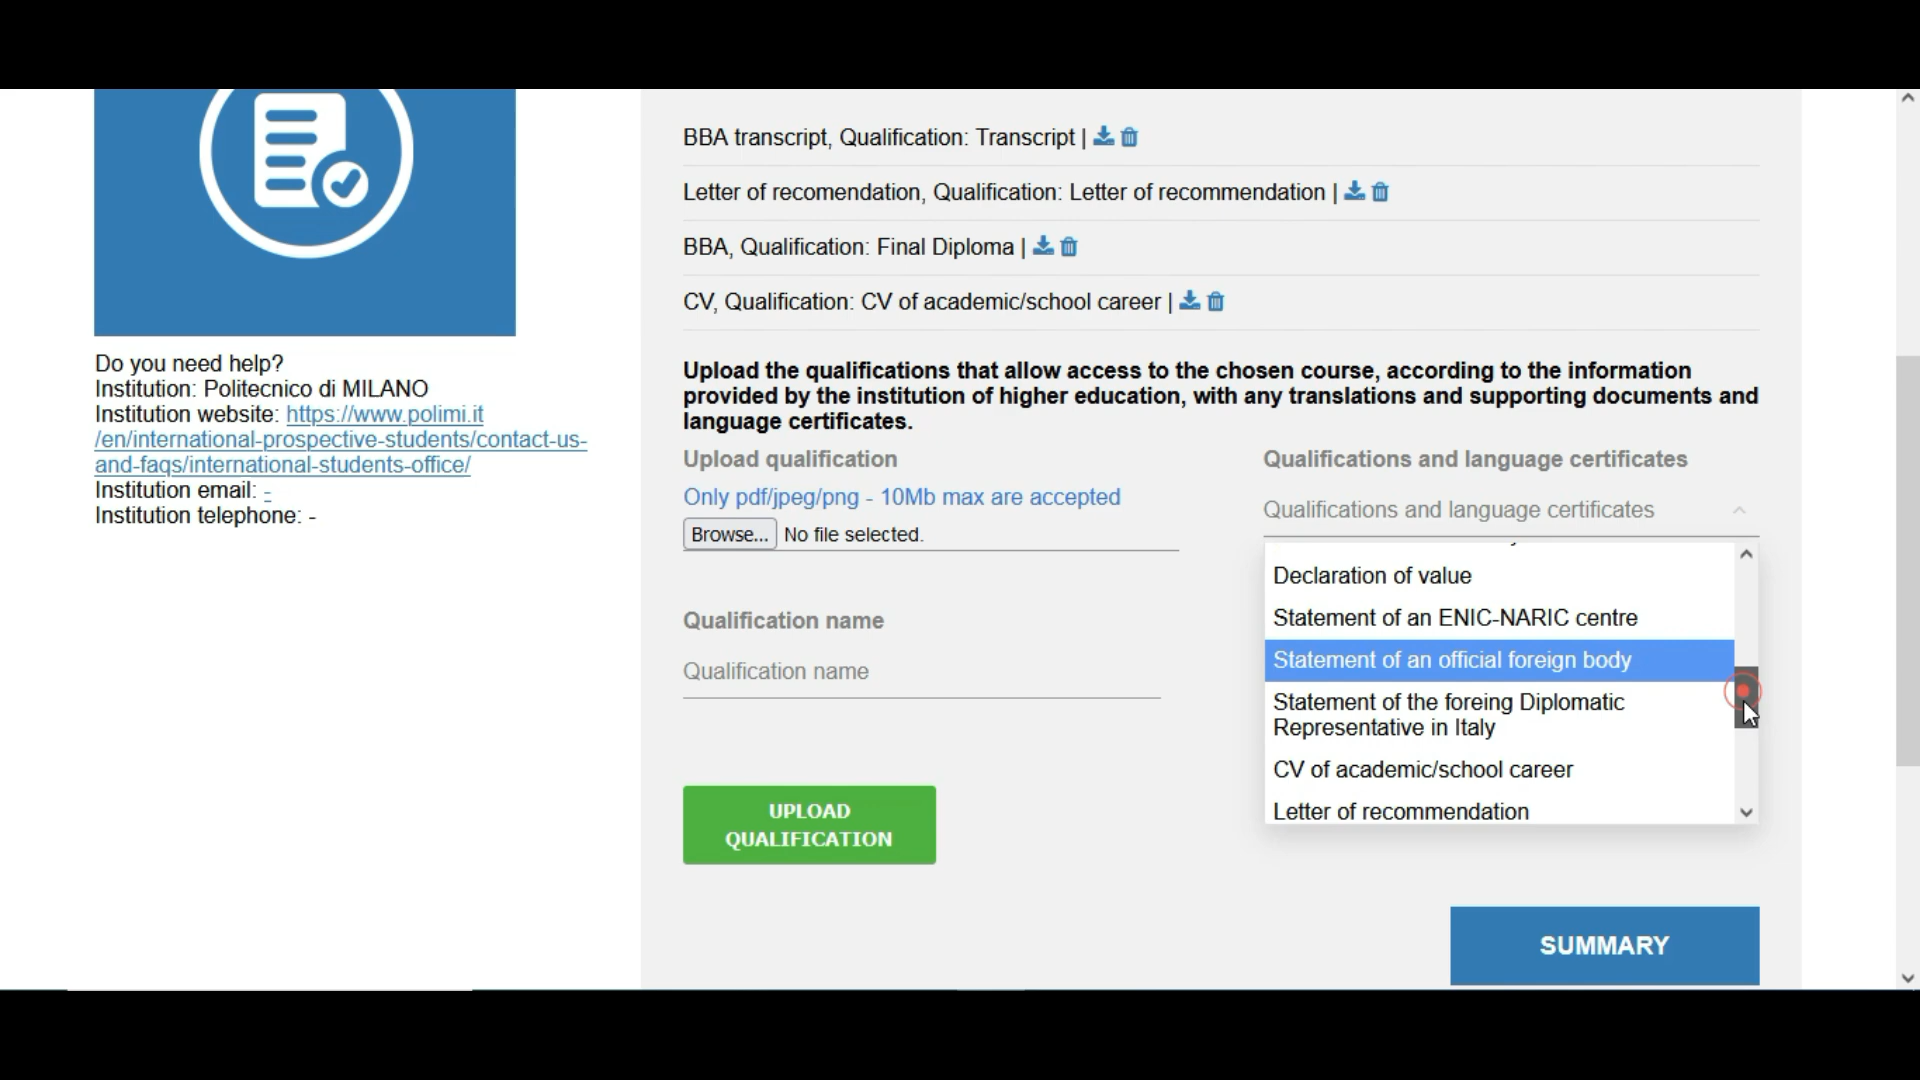 BBA transcript, Qualification: Transcript |
Letter of recomendation, Qualification: Letter of recommendation |
BBA, Qualification: Final Diploma |
CV, Qualification: CV of academic/school career |
Do you need help?
Institution: Politecnico di MILANO
Institution website: https://www.polimi.it
/en/international-prospective-students/contact-us-
and-faqs/international-students-office/
Institution email: -
Institution telephone: -
Upload the qualifications that allow access to the chosen course, according to the information
provided by the institution of higher education, with any translations and supporting documents and
language certificates.
Upload qualification
Only pdf/jpeg/png - 10Mb max are accepted
Browse... No file selected.
Qualification name
Qualification name
UPLOAD
QUALIFICATION
Qualifications and language certificates
Qualifications and language certificates
Declaration of value
Statement of an ENIC-NARIC centre
Statement of an official foreign body
Statement of the foreing Diplomatic
Representative in Italy
CV of academic/school career
Letter of recommendation
SUMMARY